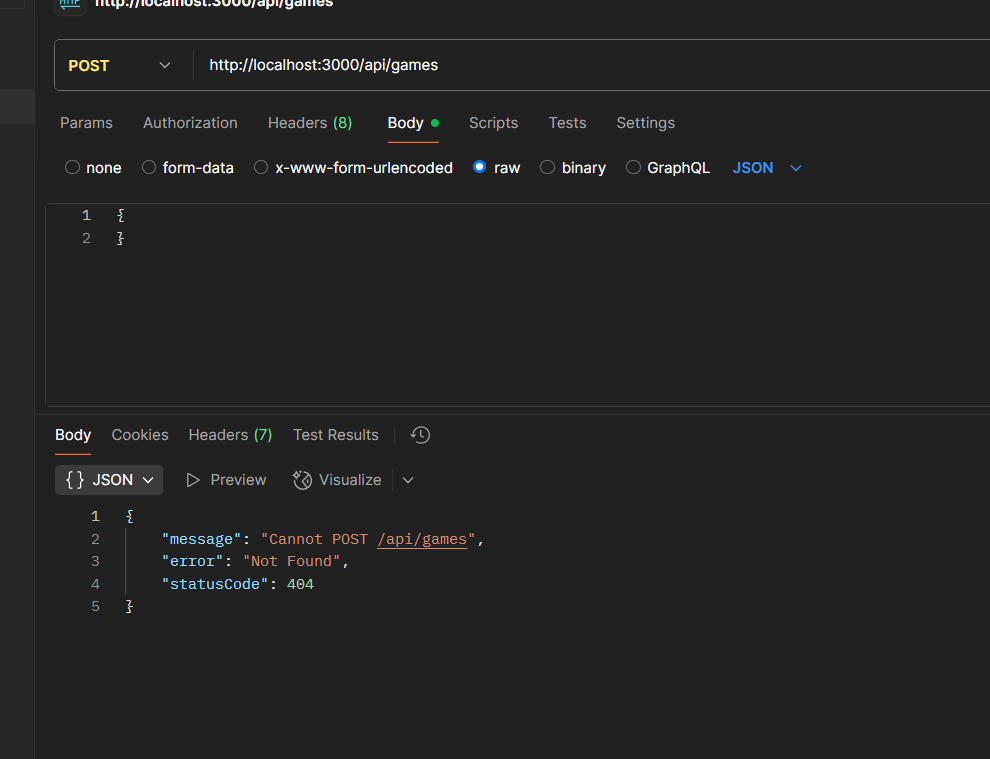 HTTP http://localhost:3000/api/games
POST http://localhost:3000/api/games
Params Authorization Headers (8) Body Scripts Tests Settings
none form-data x-www-form-urlencoded raw binary GraphQL JSON
1 {
2 }
Body Cookies Headers (7) Test Results
{} JSON Preview Visualize
1 {
2 "message": "Cannot POST /api/games",
3 "error": "Not Found",
4 "statusCode": 404
5 }